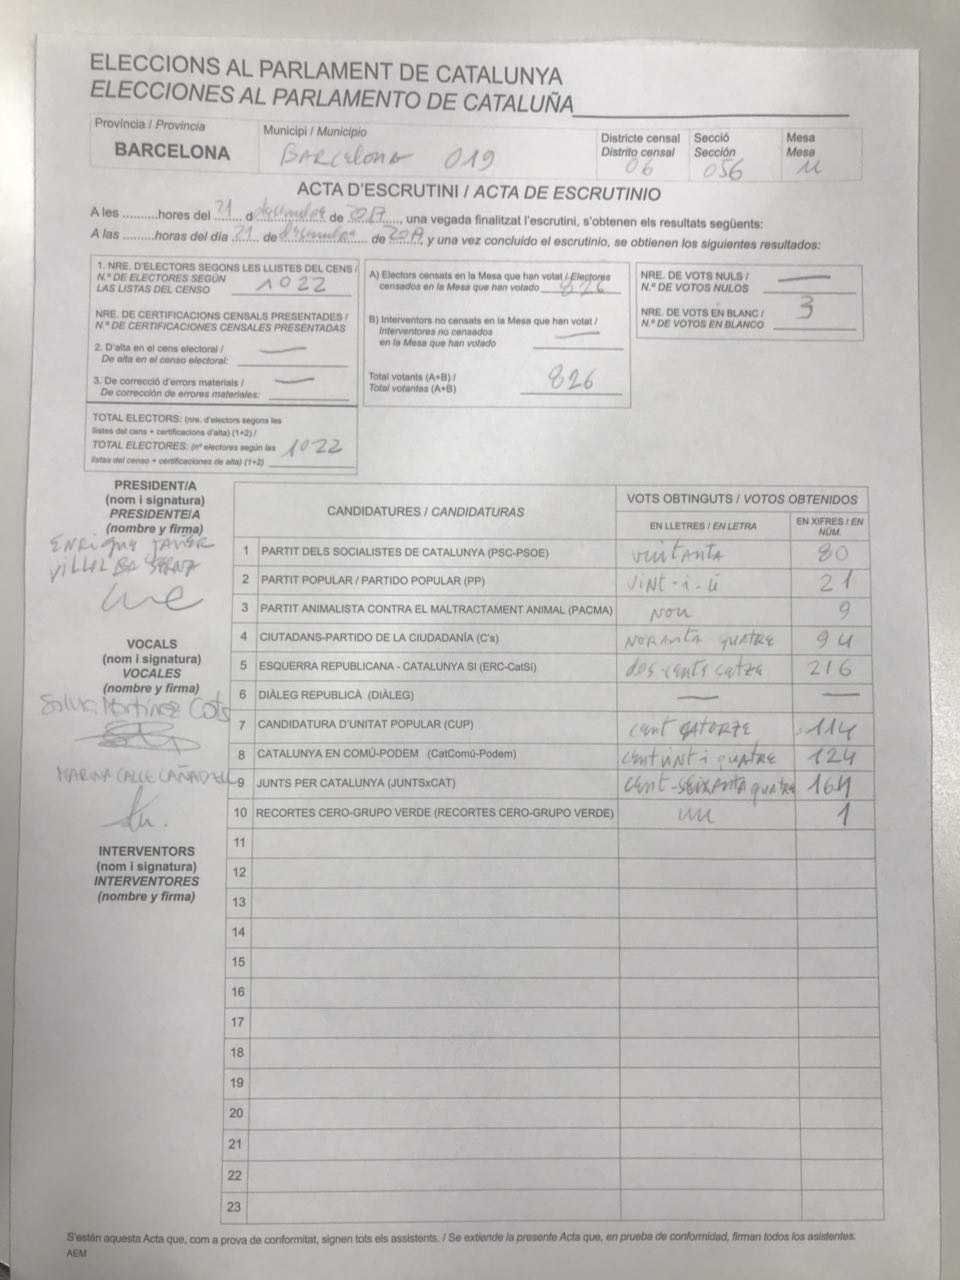 ELECCIONS AL PARLAMENT DE CATALUNYA
ELECCIONES AL PARLAMENTO DE CATALUÑA
Provincia / Provincia
BARCELONA
Municipi / Municipio
BARCELONA 019
Districte censal
Distrito censal
06
Secció
Sección
056
Mesa
Mesa
U
ACTA D'ESCRUTINI / ACTA DE ESCRUTINIO
A les ..........hores del 21 d desembre de 2017, una vegada finalitzat l'escrutini, s'obtenen els resultats següents:
A las ..........horas del día 21 de desembre de 2017, y una vez concluido el escrutinio, se obtienen los siguientes resultados:
1. NRE. D'ELECTORS SEGONS LES LLISTES DEL CENS /
N.º DE ELECTORES SEGÚN
LAS LISTAS DEL CENSO 1022
NRE. DE CERTIFICACIONS CENSALS PRESENTADES /
N.º DE CERTIFICACIONES CENSALES PRESENTADAS
2. D'alta en el cens electoral /
De alta en el censo electoral: —
3. De correcció d'errors materials /
De corrección de errores materiales: —
TOTAL ELECTORS: (nre. d'electors segons les
llistes del cens + certificacions d'alta) (1+2) /
TOTAL ELECTORES: (nº electores según las
listas del censo + certificaciones de alta) (1+2) 1022
A) Electors censats en la Mesa que han votat / Electores
censados en la Mesa que han votado 826
B) Interventors no censats en la Mesa que han votat /
Interventores no censados
en la Mesa que han votado —
Total votants (A+B) /
Total votantes (A+B) 826
NRE. DE VOTS NULS /
N.º DE VOTOS NULOS —
NRE. DE VOTS EN BLANC /
N.º DE VOTOS EN BLANCO 3
PRESIDENT/A
(nom i signatura)
PRESIDENTE/A
(nombre y firma)
ENRIQUE JAVIER
VILLALBA SERNA
VOCALS
(nom i signatura)
VOCALES
(nombre y firma)
Martínez
MARINA CALLE CAÑADELL
INTERVENTORS
(nom i signatura)
INTERVENTORES
(nombre y firma)
CANDIDATURES / CANDIDATURAS
VOTS OBTINGUTS / VOTOS OBTENIDOS
EN LLETRES / EN LETRA
EN XIFRES / EN NÚM.
1 PARTIT DELS SOCIALISTES DE CATALUNYA (PSC-PSOE) vuitanta 80
2 PARTIT POPULAR / PARTIDO POPULAR (PP) vint-i-ú 21
3 PARTIT ANIMALISTA CONTRA EL MALTRACTAMENT ANIMAL (PACMA) nou 9
4 CIUTADANS-PARTIDO DE LA CIUDADANÍA (C's) noranta quatre 94
5 ESQUERRA REPUBLICANA - CATALUNYA SI (ERC-CatSI) dos-cents catze 216
6 DIÀLEG REPUBLICÀ (DIÀLEG) — —
7 CANDIDATURA D'UNITAT POPULAR (CUP) cent QATORZE 114
8 CATALUNYA EN COMÚ-PODEM (CatComú-Podem) cent vint i quatre 124
9 JUNTS PER CATALUNYA (JUNTSxCAT) cent-seixanta quatre 164
10 RECORTES CERO-GRUPO VERDE (RECORTES CERO-GRUPO VERDE) un 1
11
12
13
14
15
16
17
18
19
20
21
22
23
S'estén aquesta Acta que, com a prova de conformitat, signen tots els assistents. / Se extiende la presente Acta que, en prueba de conformidad, firman todos los asistentes.
AEM